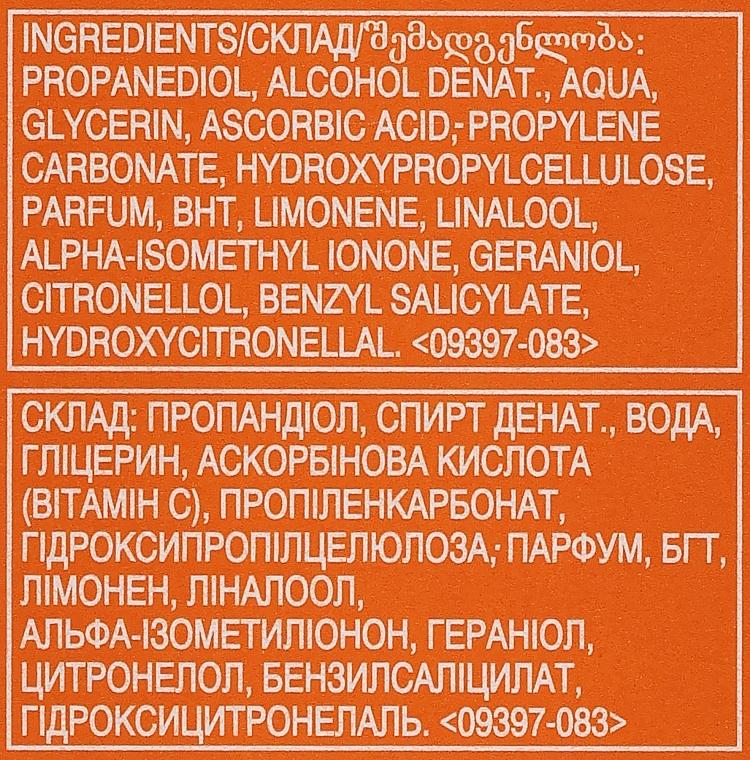 INGREDIENTS/СКЛАД/შემადგენლობა:
PROPANEDIOL, ALCOHOL DENAT., AQUA,
GLYCERIN, ASCORBIC ACID, PROPYLENE
CARBONATE, HYDROXYPROPYLCELLULOSE,
PARFUM, BHT, LIMONENE, LINALOOL,
ALPHA-ISOMETHYL IONONE, GERANIOL,
CITRONELLOL, BENZYL SALICYLATE,
HYDROXYCITRONELLAL. <09397-083>
СКЛАД: ПРОПАНДІОЛ, СПИРТ ДЕНАТ., ВОДА,
ГЛІЦЕРИН, АСКОРБІНОВА КИСЛОТА
(ВІТАМІН С), ПРОПІЛЕНКАРБОНАТ,
ГІДРОКСИПРОПІЛЦЕЛЮЛОЗА, ПАРФУМ, БГТ,
ЛІМОНЕН, ЛІНАЛООЛ,
АЛЬФА-ІЗОМЕТИЛІОНОН, ГЕРАНІОЛ,
ЦИТРОНЕЛОЛ, БЕНЗИЛСАЛІЦИЛАТ,
ГІДРОКСИЦИТРОНЕЛАЛЬ. <09397-083>